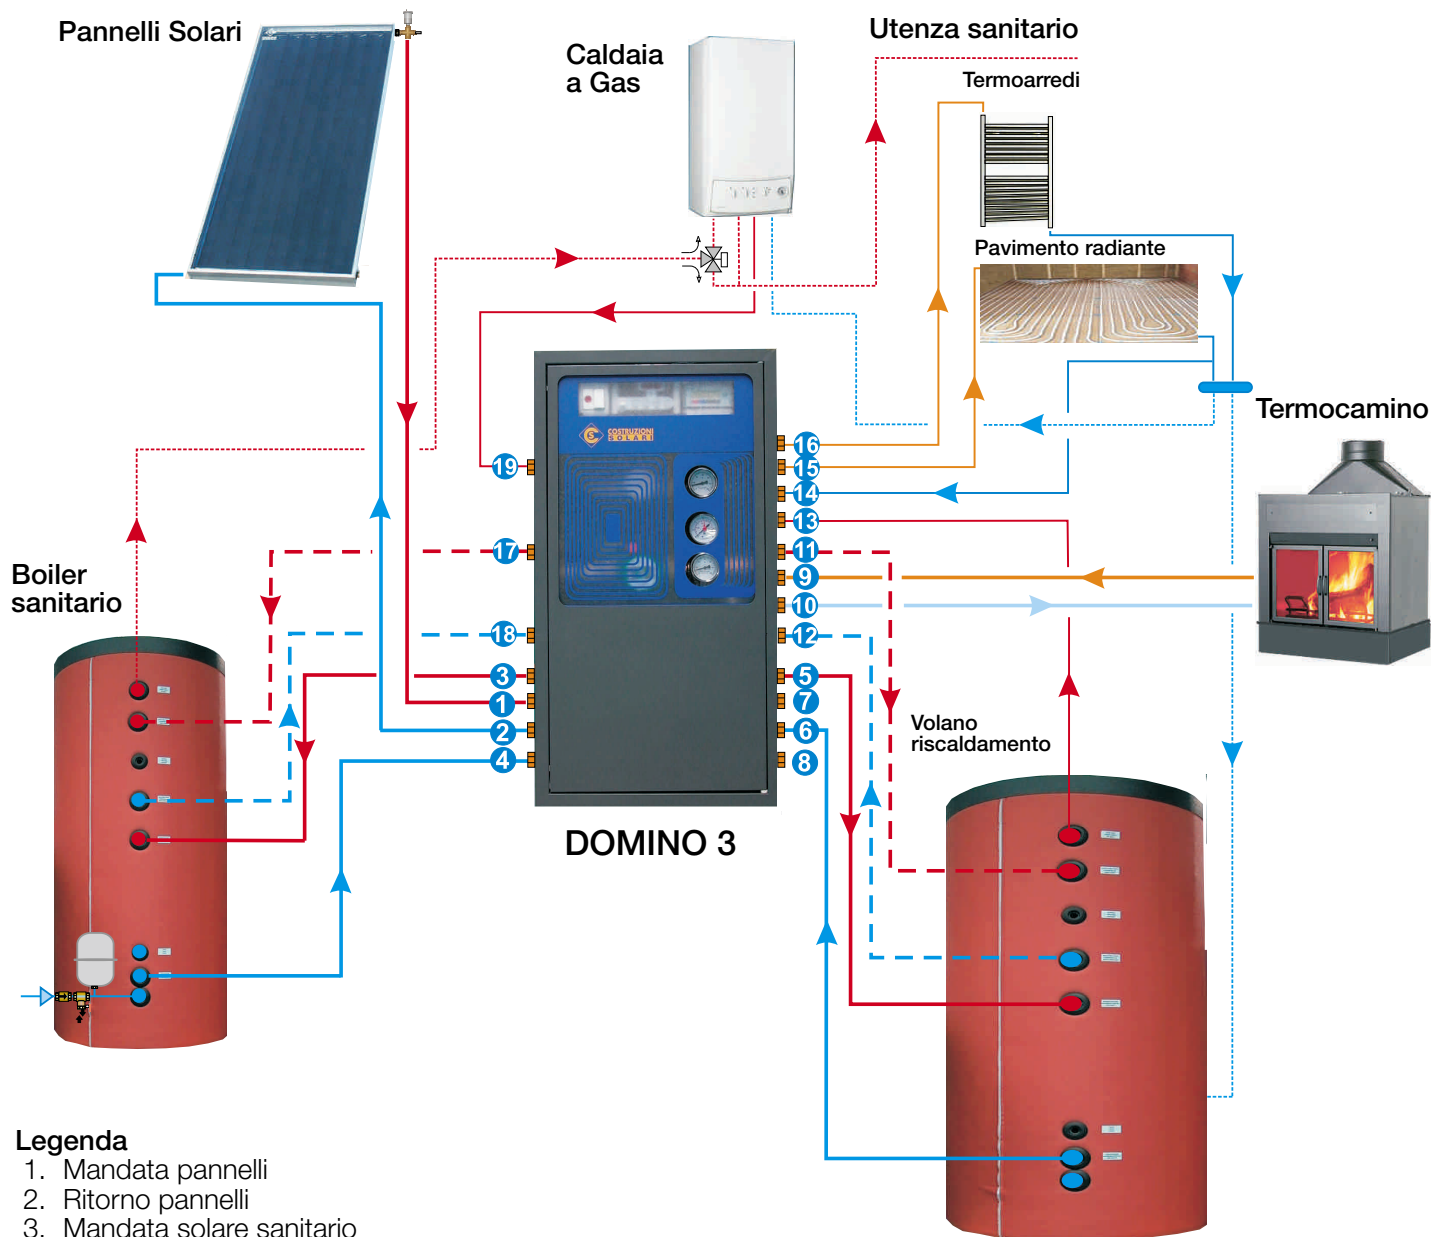 Pannelli Solari
Caldaia
a Gas
Utenza sanitario
Termoarredi
Pavimento radiante
Termocamino
COSTRUZIONI
SOLARI
16
15
14
13
11
9
10
12
5
7
6
8
19
17
18
3
1
2
4
Boiler
sanitario
Volano
riscaldamento
DOMINO 3
Legenda
1. Mandata pannelli
2. Ritorno pannelli
3. Mandata solare sanitario